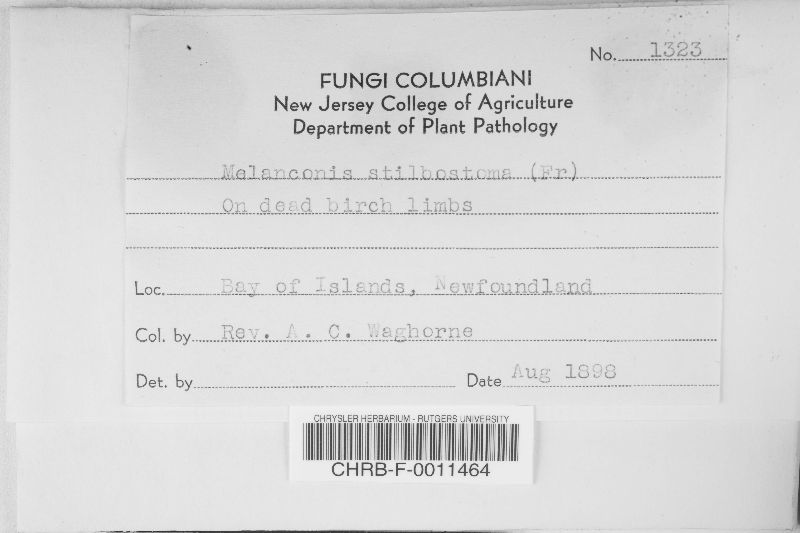 No. 1323
FUNGI COLUMBIANI
New Jersey College of Agriculture
Department of Plant Pathology
Melanconis stilbostoma (Fr)
On dead birch limbs
Loc. Bay of Islands, Newfoundland
Col. by Rev. A. C. Waghorne
Det. by Date Aug 1898
CHRYSLER HERBARIUM - RUTGERS UNIVERSITY
CHRB-F-0011464